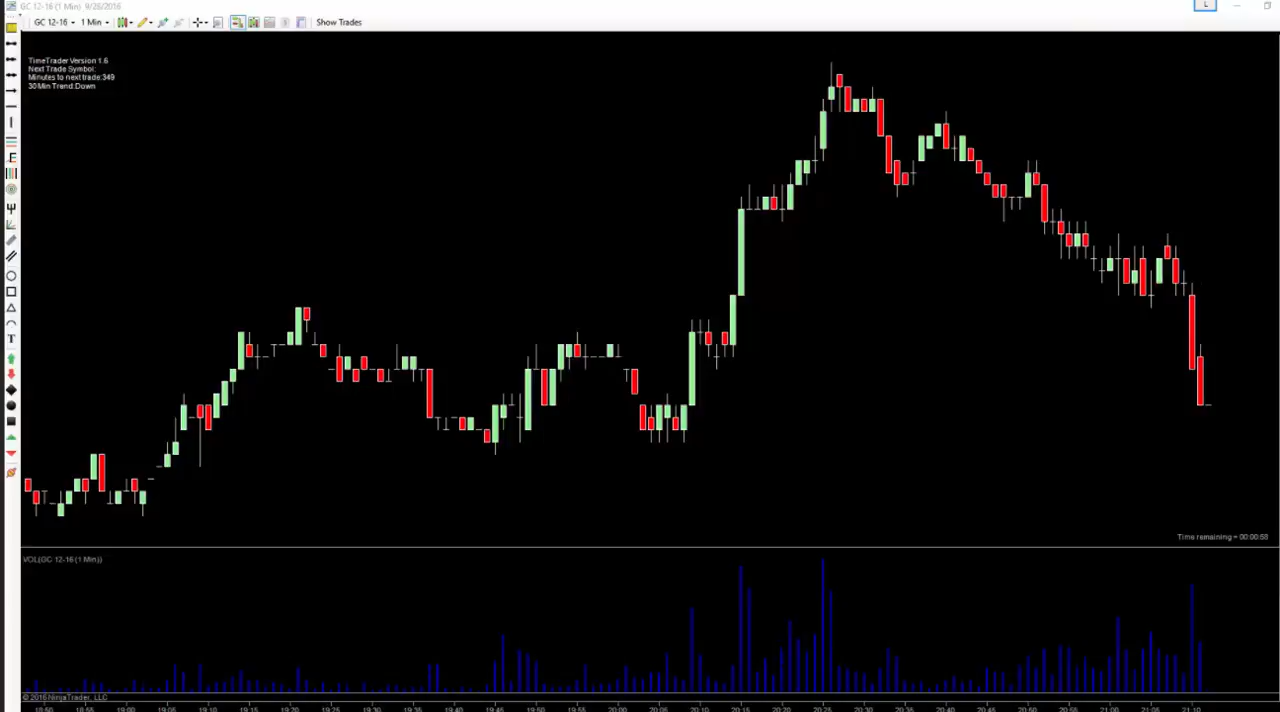 GC 12-16 (1 Min) 9/26/2016
GC 12-16 1 Min Show Trades
TimeTrader Version 1.6
Next Trade Symbol:
Minutes to next trade:349
30Min Trend:Down
Time remaining = 00:00:58
VOL(GC 12-16 (1 Min))
© 2016 NinjaTrader, LLC
18:50 18:55 19:00 19:05 19:10 19:15 19:20 19:25 19:30 19:35 19:40 19:45 19:50 19:55 20:00 20:05 20:10 20:15 20:20 20:25 20:30 20:35 20:40 20:45 20:50 20:55 21:00 21:05 21:10